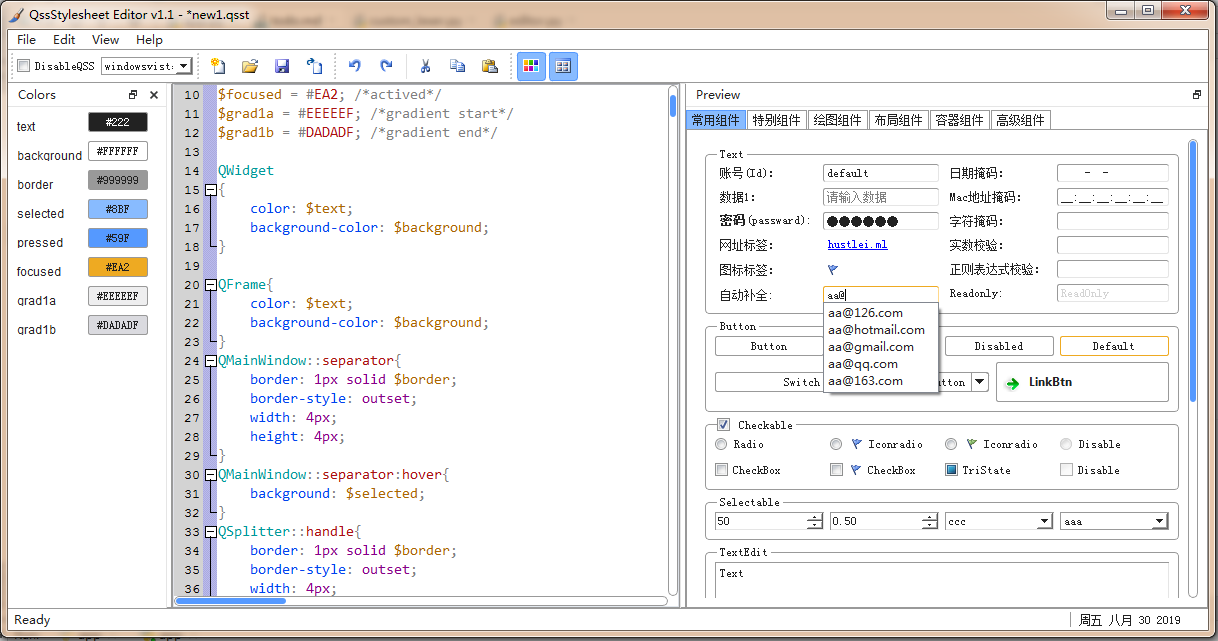 QssStylesheet Editor v1.1 - *new1.qsst
File Edit View Help
DisableQSS windowsvist:
Colors
text #222
background #FFFFFF
border #999999
selected #8BF
pressed #59F
focused #EA2
grad1a #EEEEEF
grad1b #DADADF
10 $focused = #EA2; /*actived*/
11 $grad1a = #EEEEEF; /*gradient start*/
12 $grad1b = #DADADF; /*gradient end*/
13
14 QWidget
15 {
16 color: $text;
17 background-color: $background;
18 }
19
20 QFrame{
21 color: $text;
22 background-color: $background;
23 }
24 QMainWindow::separator{
25 border: 1px solid $border;
26 border-style: outset;
27 width: 4px;
28 height: 4px;
29 }
30 QMainWindow::separator:hover{
31 background: $selected;
32 }
33 QSplitter::handle{
34 border: 1px solid $border;
35 border-style: outset;
36 width: 4px;
Preview
常用组件 特别组件 绘图组件 布局组件 容器组件 高级组件
Text
账号(Id): default 日期掩码: - -
数据1: 请输入数据 Mac地址掩码: __:__:__:__:__:__
密码(passward): ●●●●●● 字符掩码:
网址标签: hustlei.ml 实数校验:
图标标签: 正则表达式校验:
自动补全: aa@ Readonly: ReadOnly
aa@126.com
aa@hotmail.com
aa@gmail.com
aa@qq.com
aa@163.com
Button
Button Disabled Default
Switch tton LinkBtn
Checkable
Radio Iconradio Iconradio Disable
CheckBox CheckBox TriState Disable
Selectable
50 0.50 ccc aaa
TextEdit
Text
Ready 周五 八月 30 2019